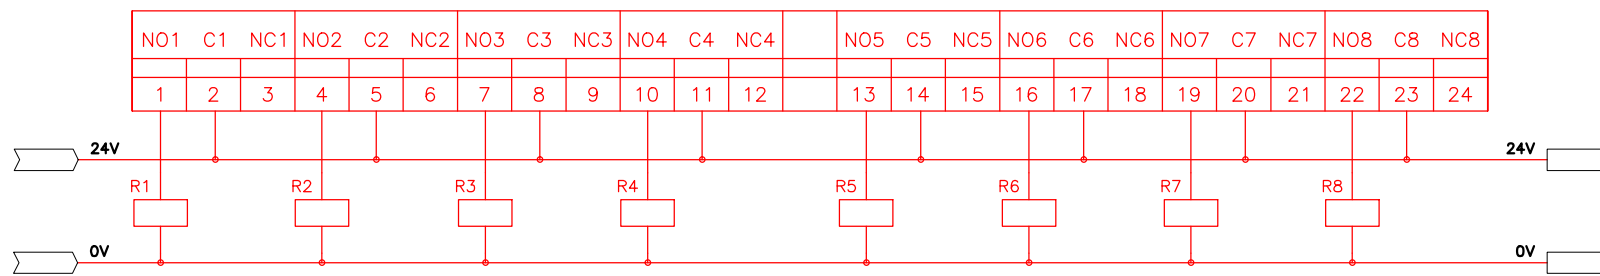 NO1 C1 NC1 NO2 C2 NC2 NO3 C3 NC3 NO4 C4 NC4 NO5 C5 NC5 NO6 C6 NC6 NO7 C7 NC7 NO8 C8 NC8
1 2 3 4 5 6 7 8 9 10 11 12 13 14 15 16 17 18 19 20 21 22 23 24
24V 24V
R1 R2 R3 R4 R5 R6 R7 R8
0V 0V